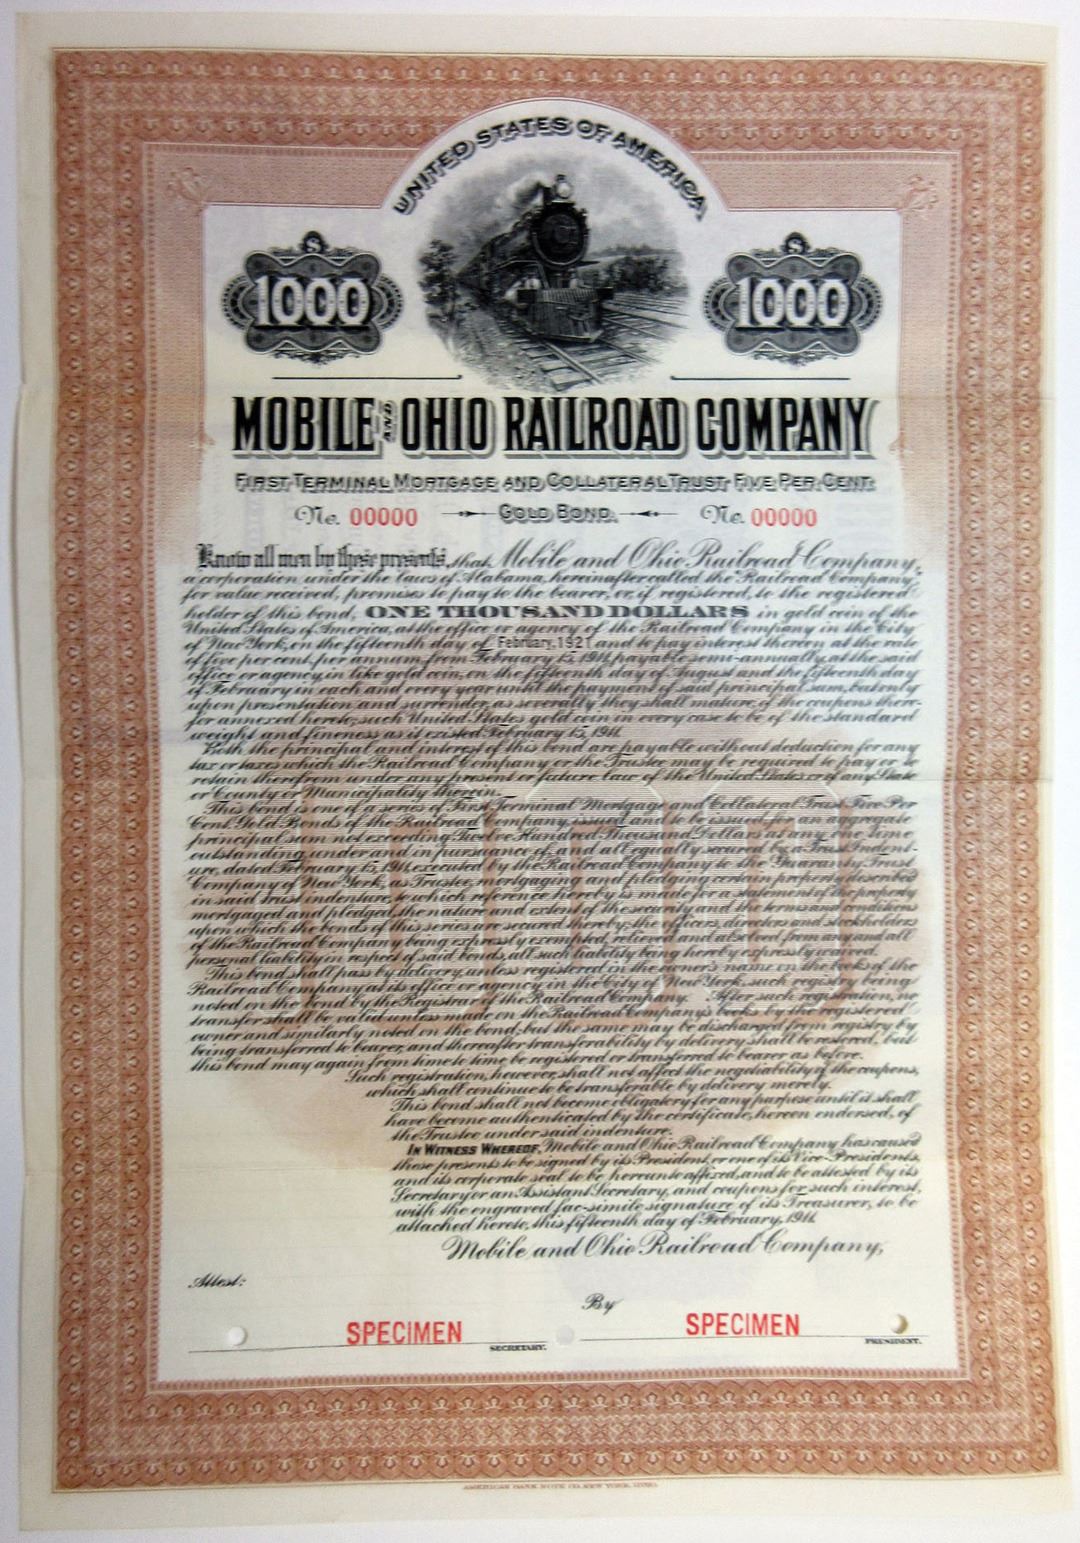 UNITED STATES OF AMERICA
$ $
1000 1000
MOBILE AND OHIO RAILROAD COMPANY
FIRST TERMINAL MORTGAGE AND COLLATERAL TRUST FIVE PER CENT.
No. 00000 GOLD BOND. No. 00000
Know all men by these presents, that Mobile and Ohio Railroad Company,
a corporation under the laws of Alabama, hereinafter called the Railroad Company,
for value received, promises to pay to the bearer, or, if registered, to the registered
holder of this bond, ONE THOUSAND DOLLARS in gold coin of the
United States of America, at the office or agency of the Railroad Company in the City
of New York, on the fifteenth day of February, 1921 and to pay interest thereon at the rate
of five per cent. per annum from February 15, 1911, payable semi-annually, at the said
office or agency, in like gold coin, on the fifteenth day of August and the fifteenth day
of February in each and every year until the payment of said principal sum, but only
upon presentation and surrender, as severally they shall mature, of the coupons there-
for annexed hereto; such United States gold coin in every case to be of the standard
weight and fineness as it existed February 15, 1911.
Both the principal and interest of this bond are payable without deduction for any
tax or taxes which the Railroad Company or the Trustee may be required to pay or to
retain therefrom under any present or future law of the United States or of any State
or County or Municipality therein.
This bond is one of a series of First Terminal Mortgage and Collateral Trust Five Per
Cent. Gold Bonds of the Railroad Company, issued and to be issued, for an aggregate
principal sum not exceeding Twelve Hundred Thousand Dollars at any one time
outstanding, under and in pursuance of, and all equally secured by, a Trust Indent-
ure, dated February 15, 1911, executed by the Railroad Company to the Guaranty Trust
Company of New York, as Trustee, mortgaging and pledging certain property described
in said trust indenture, to which reference hereby is made for a statement of the property
mortgaged and pledged, the nature and extent of the security and the terms and conditions
upon which the bonds of this series are secured thereby; the officers, directors and stockholders
of the Railroad Company being expressly exempted, relieved and absolved from any and all
personal liability in respect of said bonds, all such liability being hereby expressly waived.
This bond shall pass by delivery, unless registered in the owner's name on the books of the
Railroad Company at its office or agency in the City of New York, such registry being
noted on the bond by the Registrar of the Railroad Company. After such registration, no
transfer shall be valid unless made on the Railroad Company's books by the registered
owner and similarly noted on the bond; but the same may be discharged from registry by
being transferred to bearer, and thereafter transferability by delivery shall be restored, but
this bond may again from time to time be registered or transferred to bearer as before.
Such registration, however, shall not affect the negotiability of the coupons,
which shall continue to be transferable by delivery merely.
This bond shall not become obligatory for any purpose until it shall
have become authenticated by the certificate, hereon endorsed, of
the Trustee under said indenture.
IN WITNESS WHEREOF, Mobile and Ohio Railroad Company has caused
these presents to be signed by its President, or one of its Vice-Presidents,
and its corporate seal to be hereunto affixed, and to be attested by its
Secretary or an Assistant Secretary, and coupons for such interest,
with the engraved fac-simile signature of its Treasurer, to be
attached hereto, this fifteenth day of February, 1911.
Mobile and Ohio Railroad Company,
Attest:
By
SPECIMEN SPECIMEN
SECRETARY. PRESIDENT.
AMERICAN BANK NOTE CO. NEW YORK.